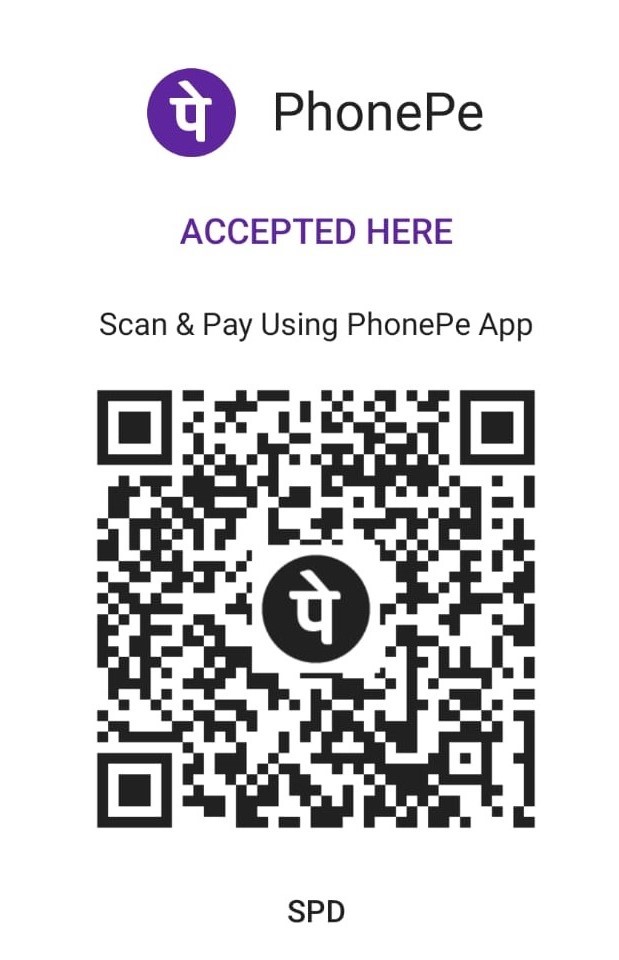 पे PhonePe
ACCEPTED HERE
Scan & Pay Using PhonePe App
पे
SPD